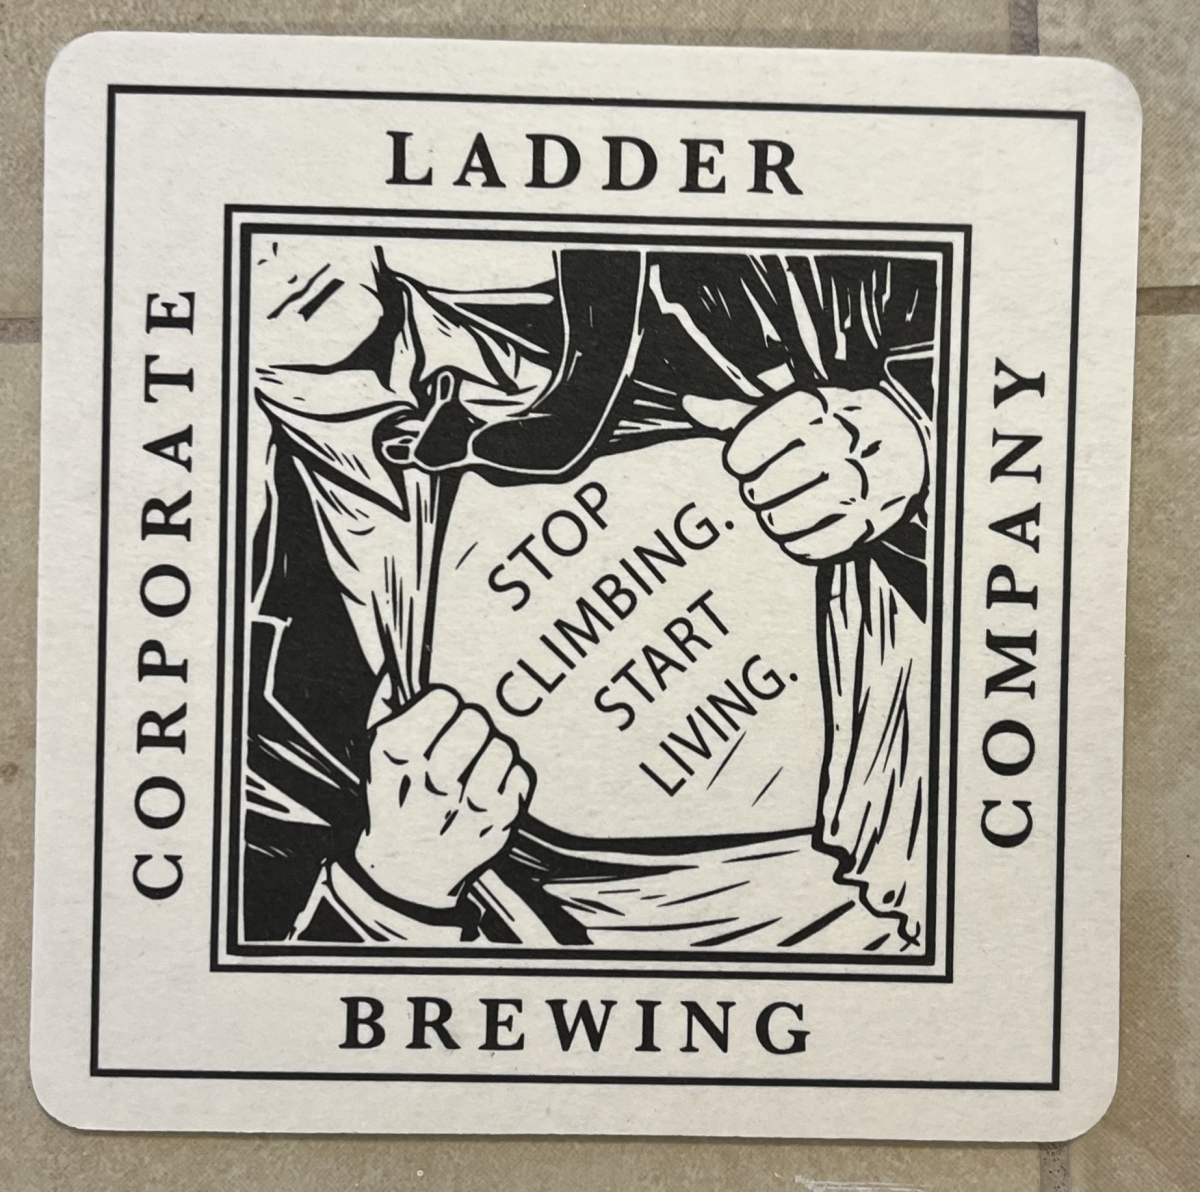 CORPORATE
LADDER
BREWING
COMPANY
STOP
CLIMBING.
START
LIVING.